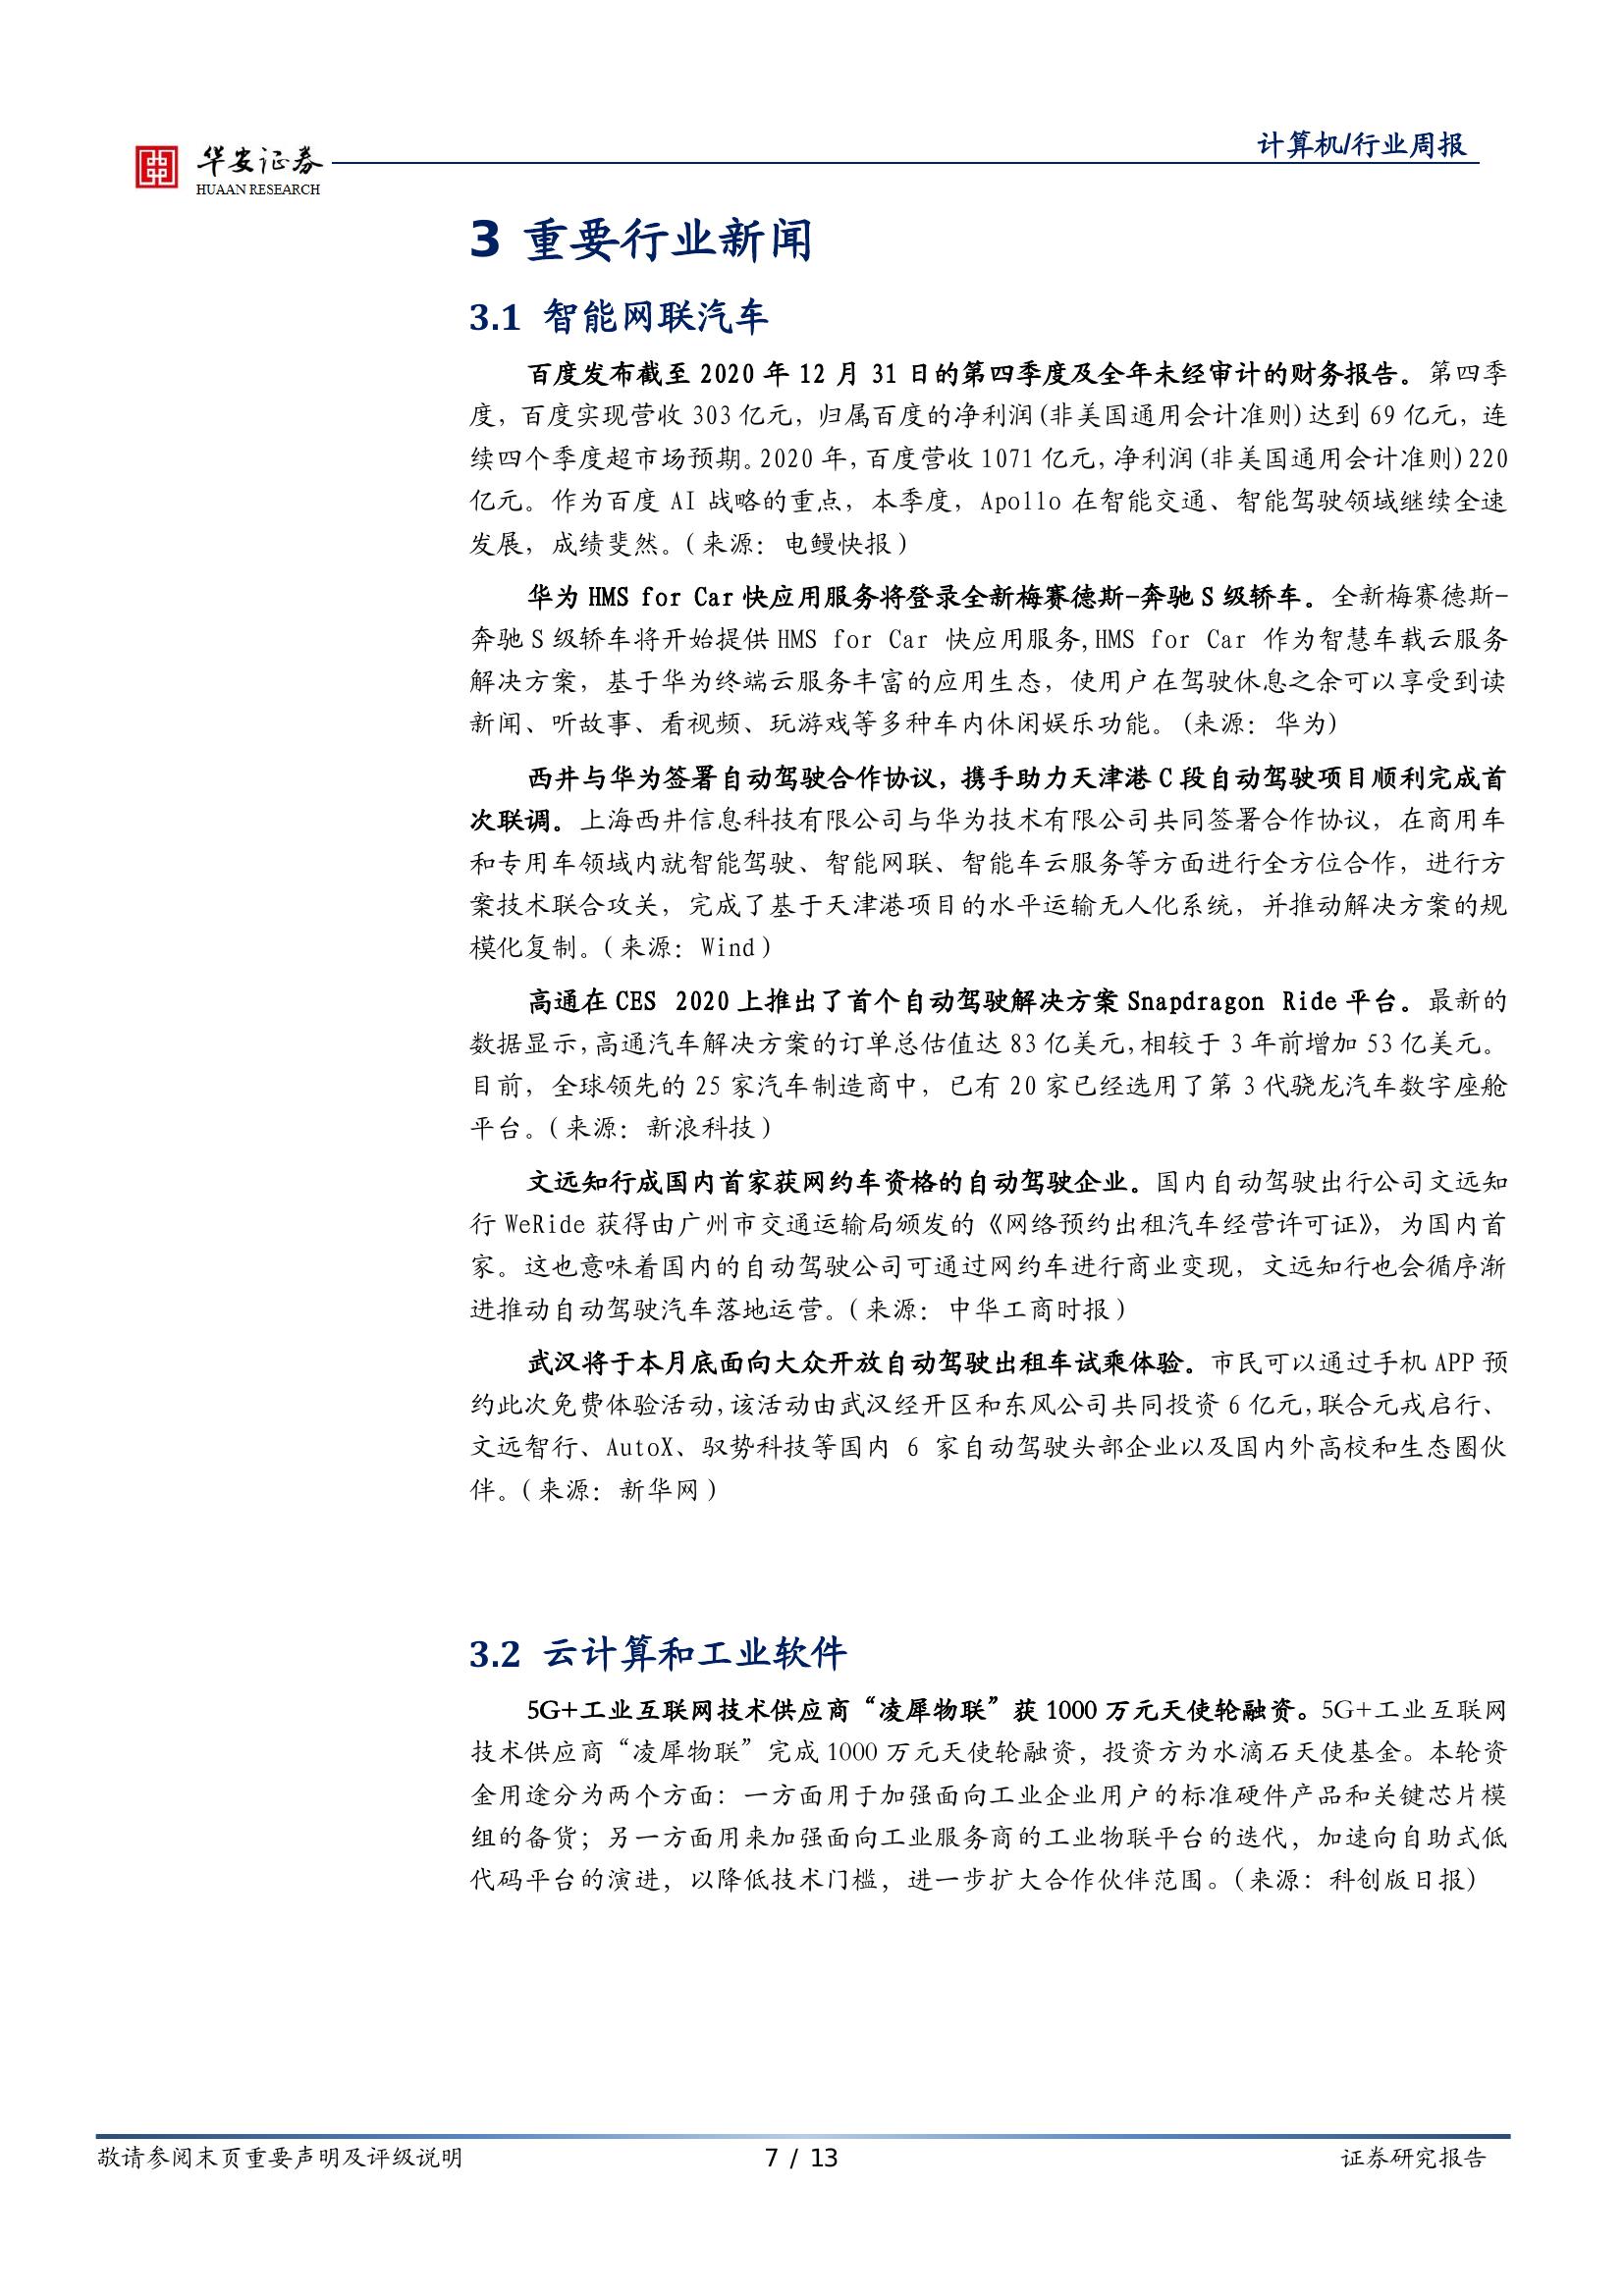 华安证券
HUAAN RESEARCH
计算机/行业周报
3 重要行业新闻
3.1 智能网联汽车
百度发布截至 2020 年 12 月 31 日的第四季度及全年未经审计的财务报告。第四季
度，百度实现营收 303 亿元，归属百度的净利润(非美国通用会计准则)达到 69 亿元，连
续四个季度超市场预期。2020 年，百度营收 1071 亿元，净利润(非美国通用会计准则)220
亿元。作为百度 AI 战略的重点，本季度，Apollo 在智能交通、智能驾驶领域继续全速
发展，成绩斐然。(来源：电鳗快报)
华为 HMS for Car 快应用服务将登录全新梅赛德斯-奔驰 S 级轿车。全新梅赛德斯-
奔驰 S 级轿车将开始提供 HMS for Car 快应用服务,HMS for Car 作为智慧车载云服务
解决方案，基于华为终端云服务丰富的应用生态，使用户在驾驶休息之余可以享受到读
新闻、听故事、看视频、玩游戏等多种车内休闲娱乐功能。(来源：华为)
西井与华为签署自动驾驶合作协议，携手助力天津港 C 段自动驾驶项目顺利完成首
次联调。上海西井信息科技有限公司与华为技术有限公司共同签署合作协议，在商用车
和专用车领域内就智能驾驶、智能网联、智能车云服务等方面进行全方位合作，进行方
案技术联合攻关，完成了基于天津港项目的水平运输无人化系统，并推动解决方案的规
模化复制。(来源：Wind)
高通在 CES 2020 上推出了首个自动驾驶解决方案 Snapdragon Ride 平台。最新的
数据显示，高通汽车解决方案的订单总估值达 83 亿美元，相较于 3 年前增加 53 亿美元。
目前，全球领先的 25 家汽车制造商中，已有 20 家已经选用了第 3 代骁龙汽车数字座舱
平台。(来源：新浪科技)
文远知行成国内首家获网约车资格的自动驾驶企业。国内自动驾驶出行公司文远知
行 WeRide 获得由广州市交通运输局颁发的《网络预约出租汽车经营许可证》，为国内首
家。这也意味着国内的自动驾驶公司可通过网约车进行商业变现，文远知行也会循序渐
进推动自动驾驶汽车落地运营。(来源：中华工商时报)
武汉将于本月底面向大众开放自动驾驶出租车试乘体验。市民可以通过手机 APP 预
约此次免费体验活动，该活动由武汉经开区和东风公司共同投资 6 亿元，联合元戎启行、
文远智行、AutoX、驭势科技等国内 6 家自动驾驶头部企业以及国内外高校和生态圈伙
伴。(来源：新华网)
3.2 云计算和工业软件
5G+工业互联网技术供应商“凌犀物联”获 1000 万元天使轮融资。5G+工业互联网
技术供应商“凌犀物联”完成 1000 万元天使轮融资，投资方为水滴石天使基金。本轮资
金用途分为两个方面：一方面用于加强面向工业企业用户的标准硬件产品和关键芯片模
组的备货；另一方面用来加强面向工业服务商的工业物联平台的迭代，加速向自助式低
代码平台的演进，以降低技术门槛，进一步扩大合作伙伴范围。(来源：科创版日报)
敬请参阅末页重要声明及评级说明
7 / 13
证券研究报告